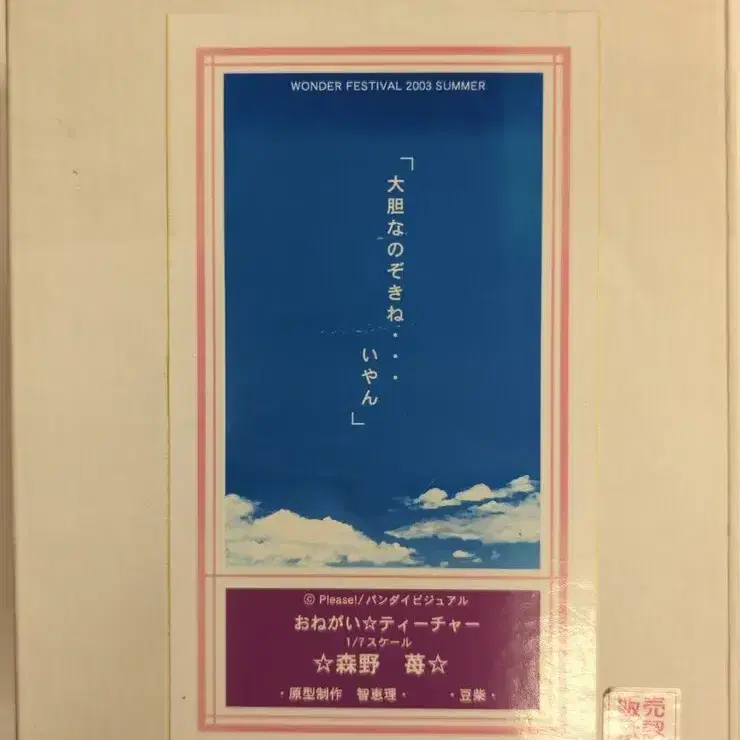 WONDER FESTIVAL 2003 SUMMER
「大胆なのぞきね・・・
いやん」
© Please!/バンダイビジュアル
おねがい☆ティーチャー
1/7スケール
☆森野 苺☆
・原型制作 智恵理・ ・豆柴・
販売